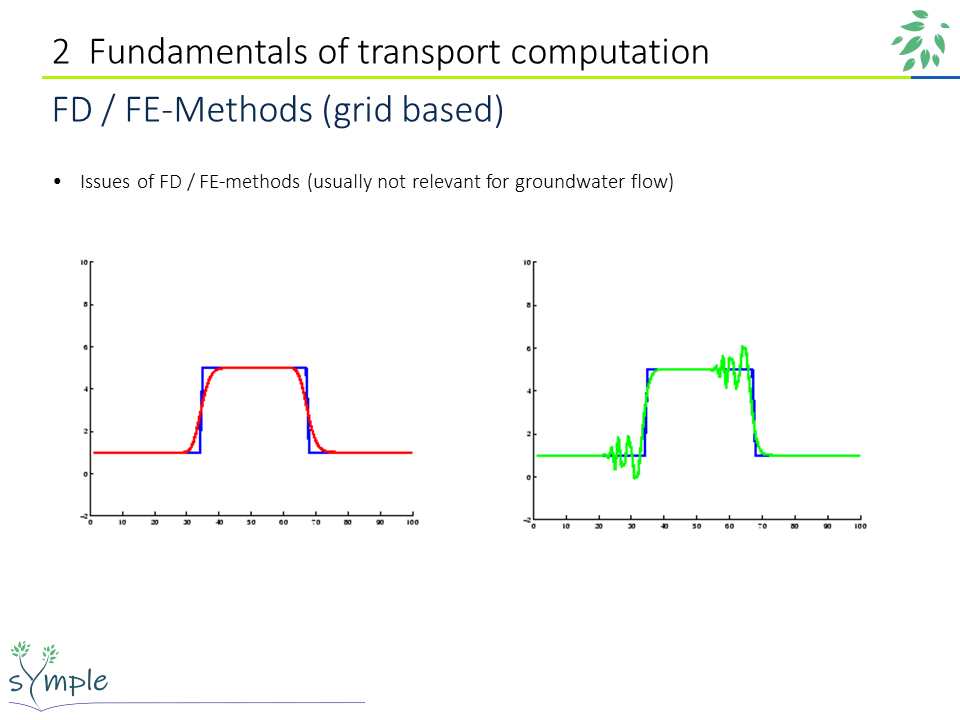 2 Fundamentals of transport computation
FD / FE-Methods (grid based)
• Issues of FD / FE-methods (usually not relevant for groundwater flow)
10
8
6
4
2
0
-2
0 10 20 30 40 50 60 70 80 90 100
10
8
6
4
2
0
-2
0 10 20 30 40 50 60 70 80 90 100
sYmple